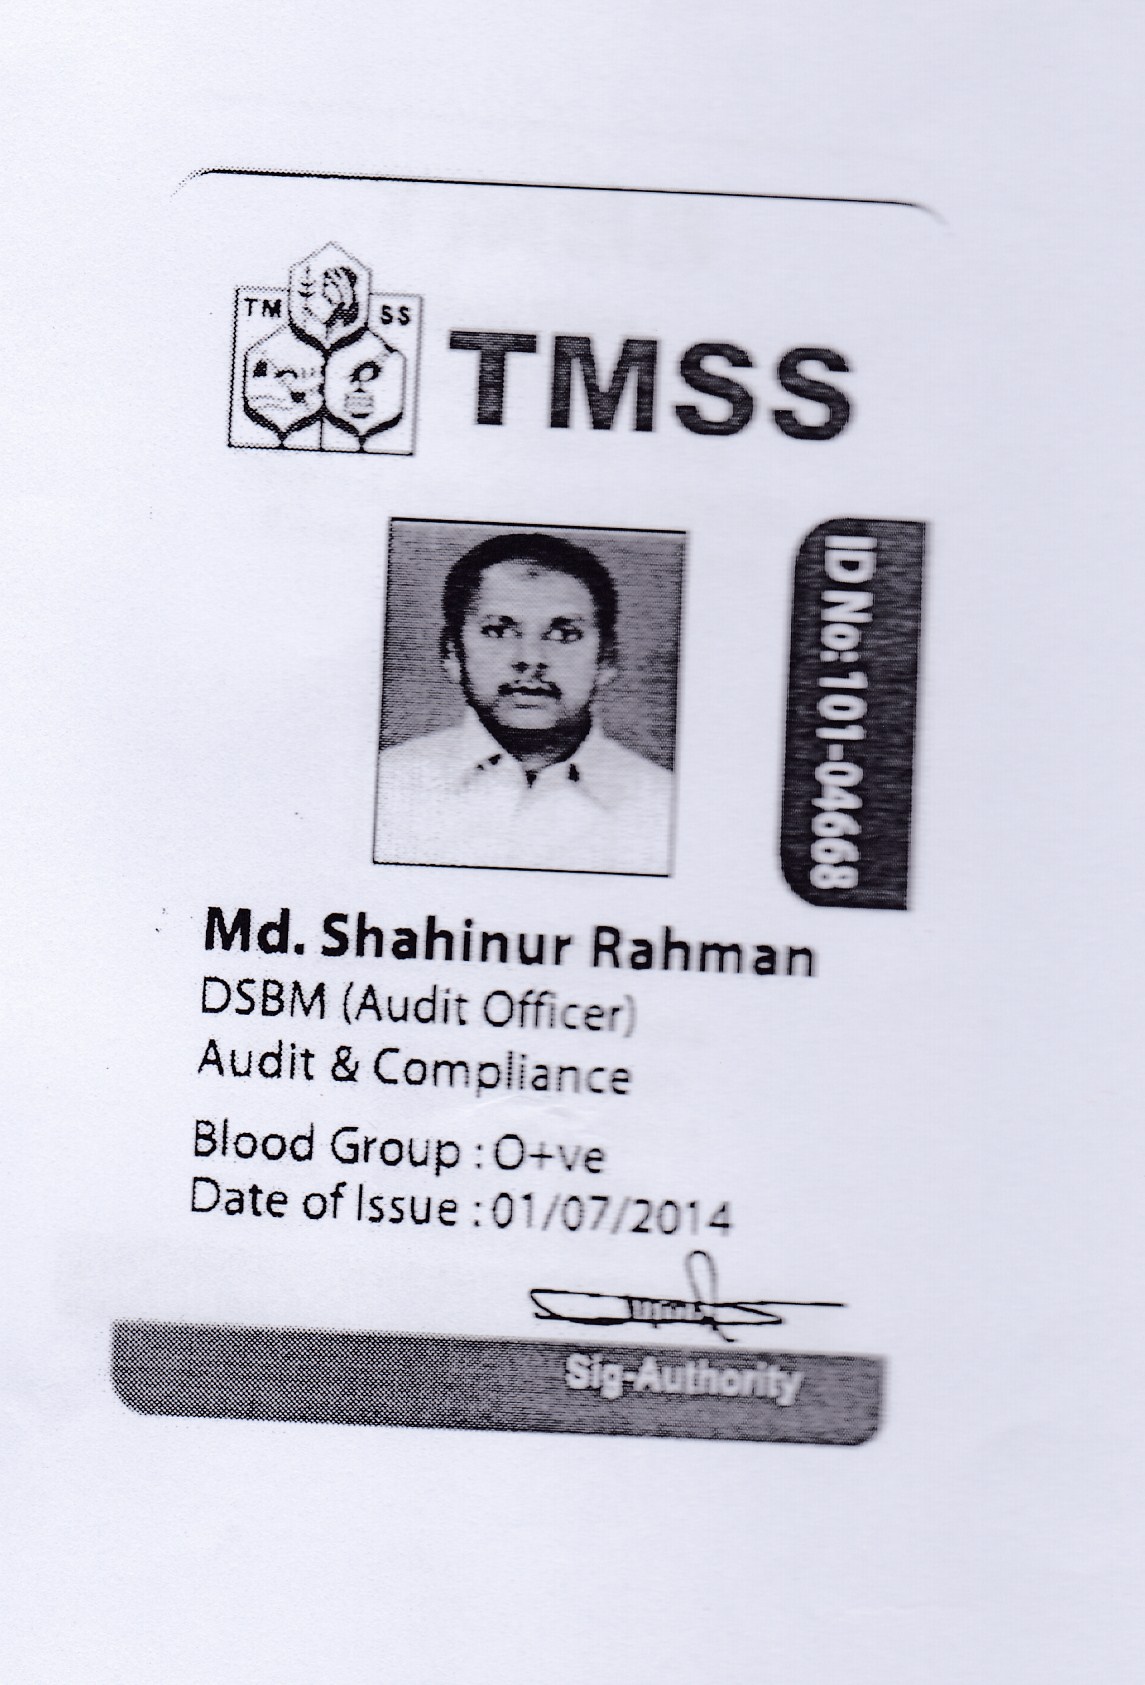 TM SS
TMSS
ID No: 101-04668
Md. Shahinur Rahman
DSBM (Audit Officer)
Audit & Compliance
Blood Group : O+ve
Date of Issue : 01/07/2014
Sig-Authority